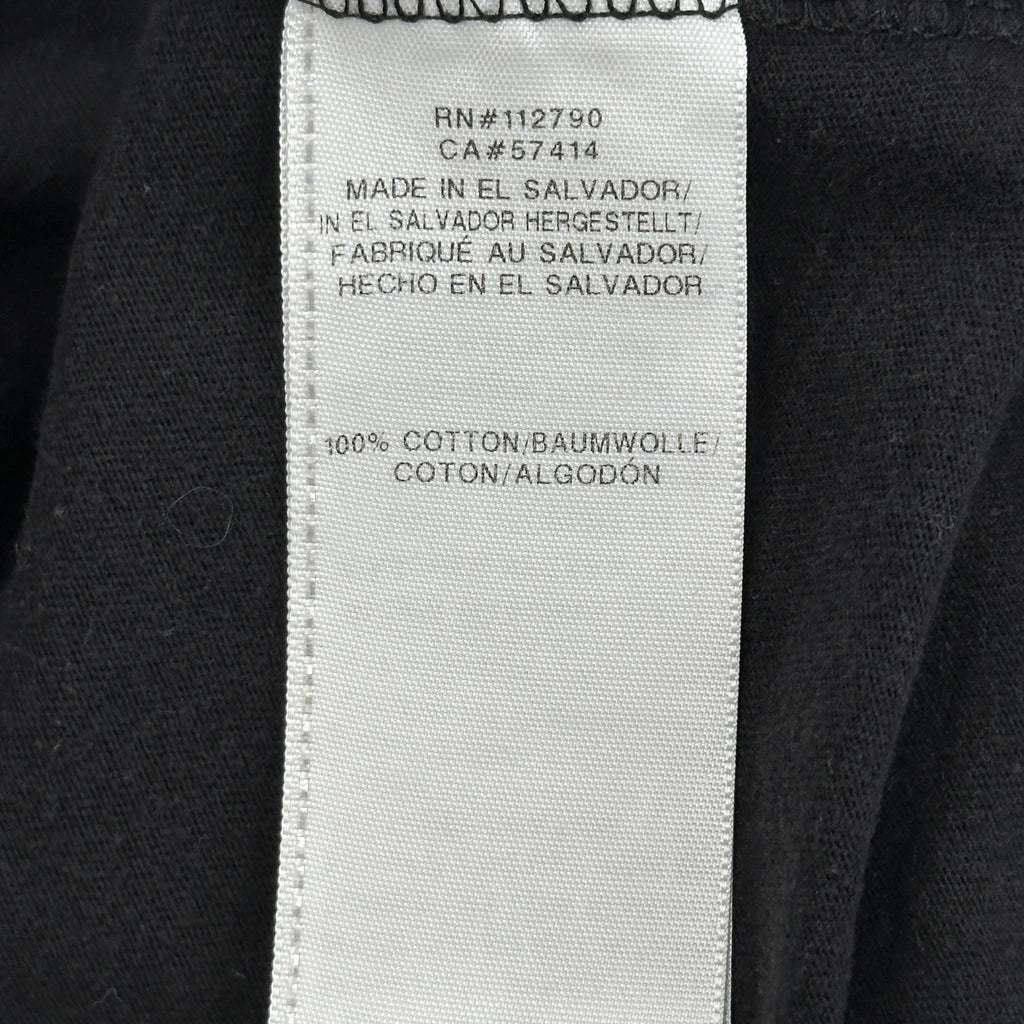 RN#112790
CA#57414
MADE IN EL SALVADOR/
IN EL SALVADOR HERGESTELLT/
FABRIQUÉ AU SALVADOR/
HECHO EN EL SALVADOR
100% COTTON/BAUMWOLLE/
COTON/ALGODÓN